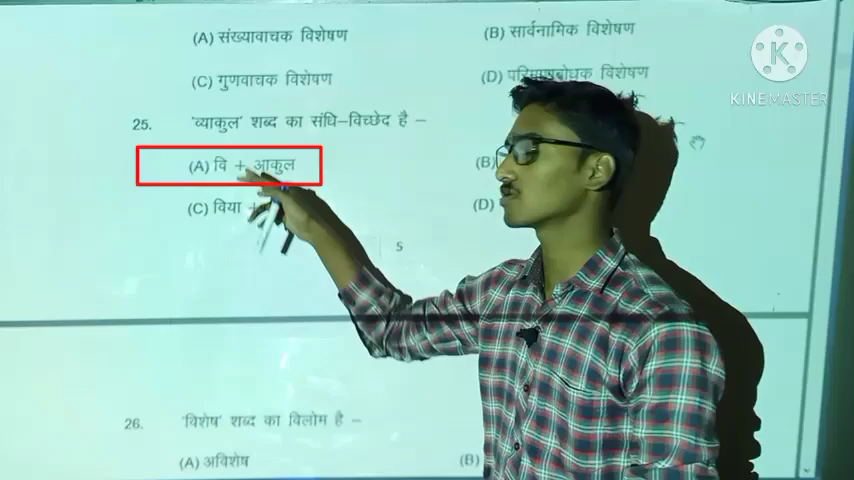 (A) संख्यावाचक विशेषण (B) सार्वनामिक विशेषण
(C) गुणवाचक विशेषण (D) परिमाणबोधक विशेषण
25. 'व्याकुल' शब्द का संधि–विच्छेद है –
(A) वि + आकुल (B)
(C) विया + (D)
5
26. 'विशेष' शब्द का विलोम है –
(A) अविशेष (B)
K
KINEMASTER